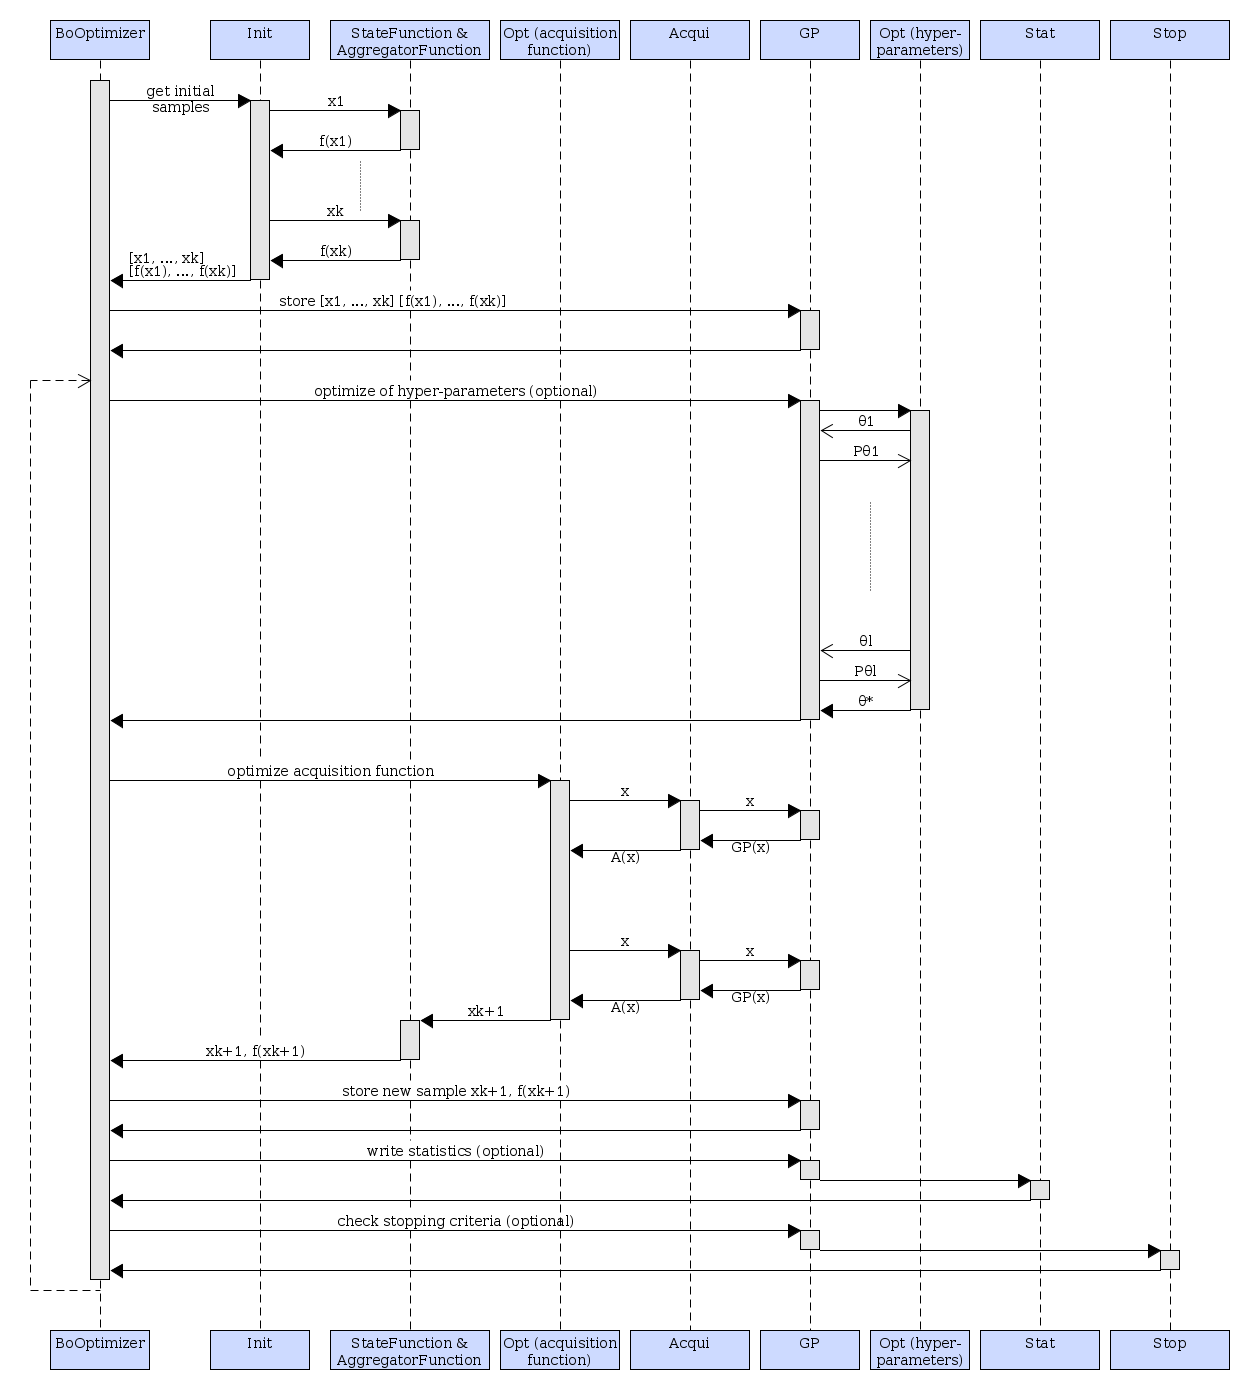 BoOptimizer
Init
StateFunction &
AggregatorFunction
Opt (acquisition
function)
Acqui
GP
Opt (hyper-
parameters)
Stat
Stop
get initial
samples
x1
f(x1)
xk
f(xk)
[x1, ..., xk]
[f(x1), ..., f(xk)]
store [x1, ..., xk] [f(x1), ..., f(xk)]
optimize of hyper-parameters (optional)
θ1
Pθ1
θl
Pθl
θ*
optimize acquisition function
x
x
GP(x)
A(x)
x
x
GP(x)
A(x)
xk+1
xk+1, f(xk+1)
store new sample xk+1, f(xk+1)
write statistics (optional)
check stopping criteria (optional)
BoOptimizer
Init
StateFunction &
AggregatorFunction
Opt (acquisition
function)
Acqui
GP
Opt (hyper-
parameters)
Stat
Stop